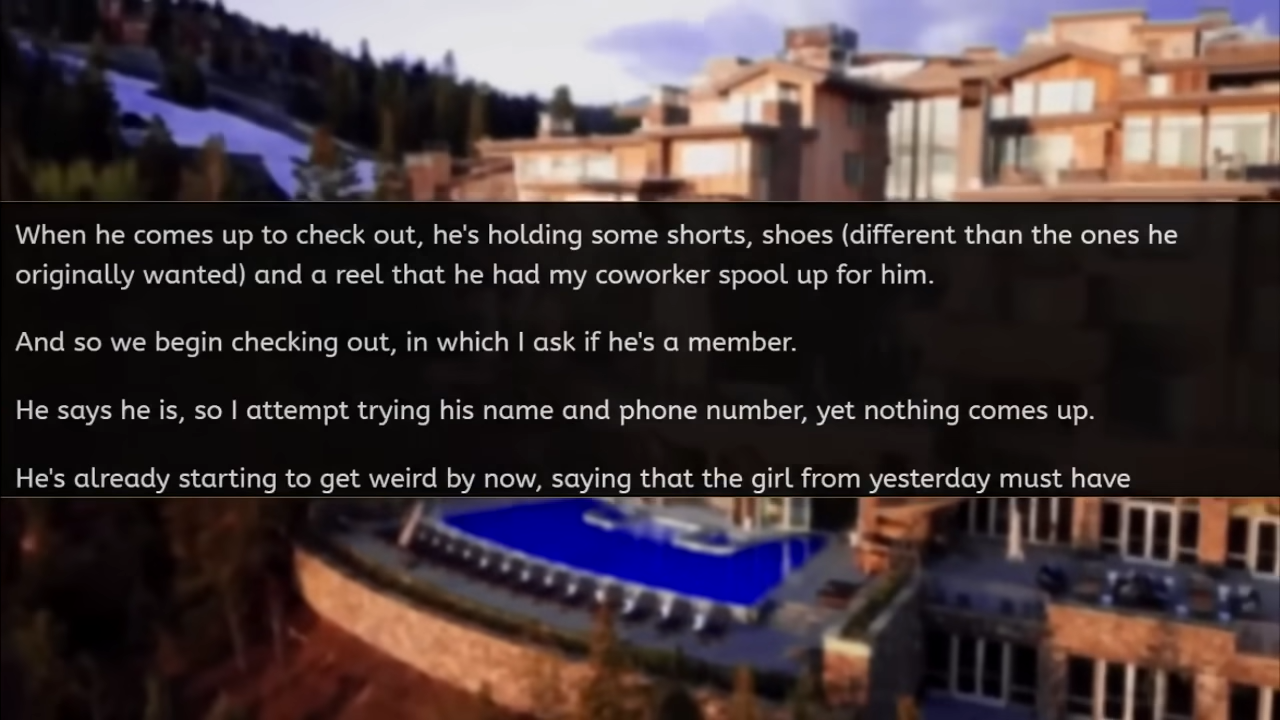 When he comes up to check out, he's holding some shorts, shoes (different than the ones he
originally wanted) and a reel that he had my coworker spool up for him.
And so we begin checking out, in which I ask if he's a member.
He says he is, so I attempt trying his name and phone number, yet nothing comes up.
He's already starting to get weird by now, saying that the girl from yesterday must have